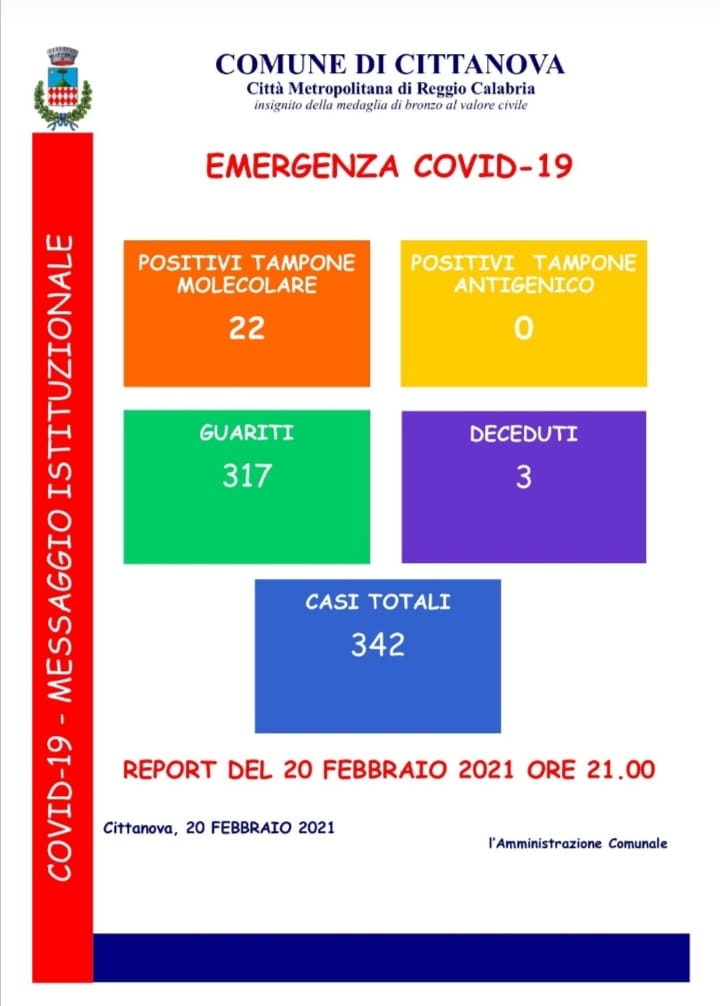 COMUNE DI CITTANOVA
Città Metropolitana di Reggio Calabria
insignito della medaglia di bronzo al valore civile
EMERGENZA COVID-19
COVID-19 - MESSAGGIO ISTITUZIONALE
POSITIVI TAMPONE
MOLECOLARE
22
POSITIVI TAMPONE
ANTIGENICO
0
GUARITI
317
DECEDUTI
3
CASI TOTALI
342
REPORT DEL 20 FEBBRAIO 2021 ORE 21.00
Cittanova, 20 FEBBRAIO 2021
l'Amministrazione Comunale